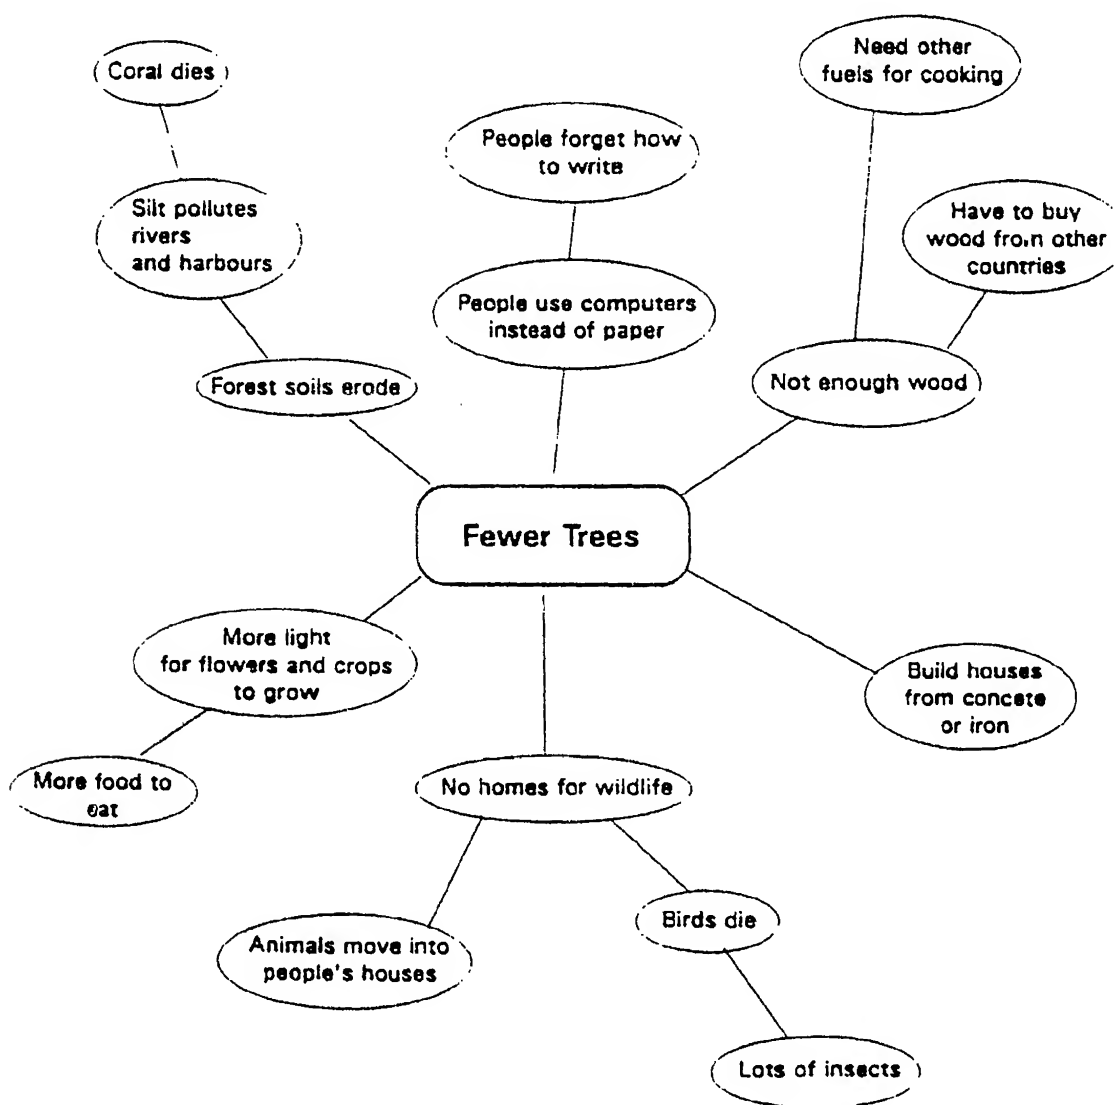 Coral dies
Need other
fuels for cooking
People forget how
to write
Silt pollutes
rivers
and harbours
Have to buy
wood from other
countries
People use computers
instead of paper
Forest soils erode
Not enough wood
Fewer Trees
More light
for flowers and crops
to grow
Build houses
from concete
or iron
More food to
eat
No homes for wildlife
Birds die
Animals move into
people's houses
Lots of insects